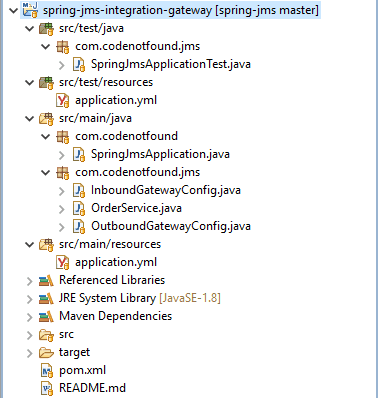 spring-jms-integration-gateway [spring-jms master]
src/test/java
com.codenotfound.jms
SpringJmsApplicationTest.java
src/test/resources
application.yml
src/main/java
com.codenotfound
SpringJmsApplication.java
com.codenotfound.jms
InboundGatewayConfig.java
OrderService.java
OutboundGatewayConfig.java
src/main/resources
application.yml
Referenced Libraries
JRE System Library [JavaSE-1.8]
Maven Dependencies
src
target
pom.xml
README.md